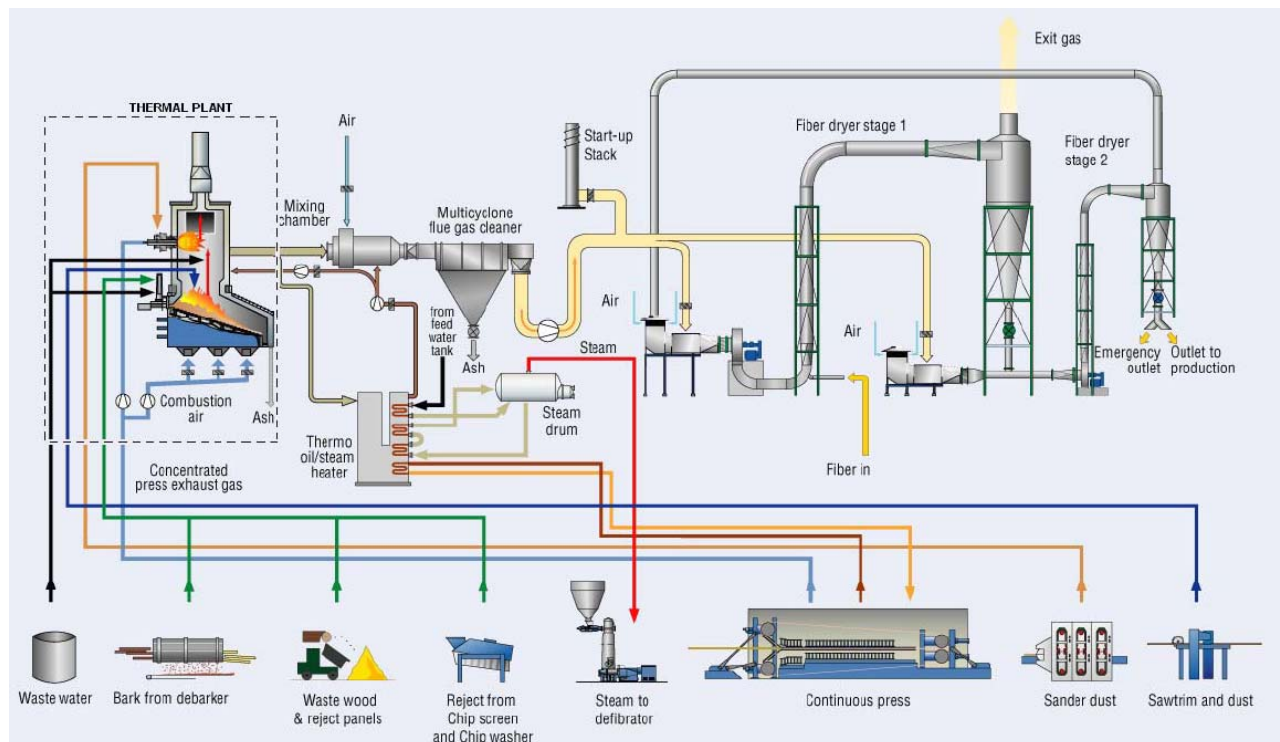 Exit gas
THERMAL PLANT
Air
Start-up
Stack
Fiber dryer stage 1
Fiber dryer
stage 2
Mixing
chamber
Multicyclone
flue gas cleaner
Air
Air
from
feed
water
tank
Steam
Ash
Emergency
outlet
Outlet to
production
Combustion
air
Ash
Steam
drum
Thermo
oil/steam
heater
Concentrated
press exhaust gas
Fiber in
Waste water
Bark from debarker
Waste wood
& reject panels
Reject from
Chip screen
and Chip washer
Steam to
defibrator
Continuous press
Sander dust
Sawtrim and dust